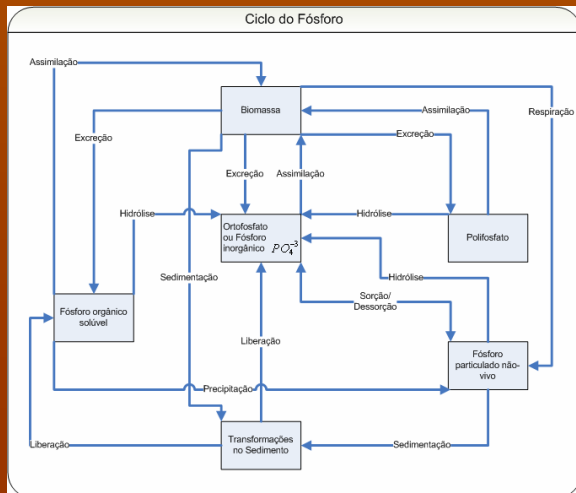 Ciclo do Fósforo
Assimilação
Biomassa
Assimilação
Respiração
Excreção
Excreção
Excreção
Assimilação
Hidrólise
Ortofosfato
ou Fósforo
inorgânico PO₄⁻³
Hidrólise
Polifosfato
Sedimentação
Hidrólise
Fósforo orgânico
solúvel
Sorção/
Dessorção
Liberação
Fósforo
particulado não-
vivo
Precipitação
Liberação
Transformações
no Sedimento
Sedimentação